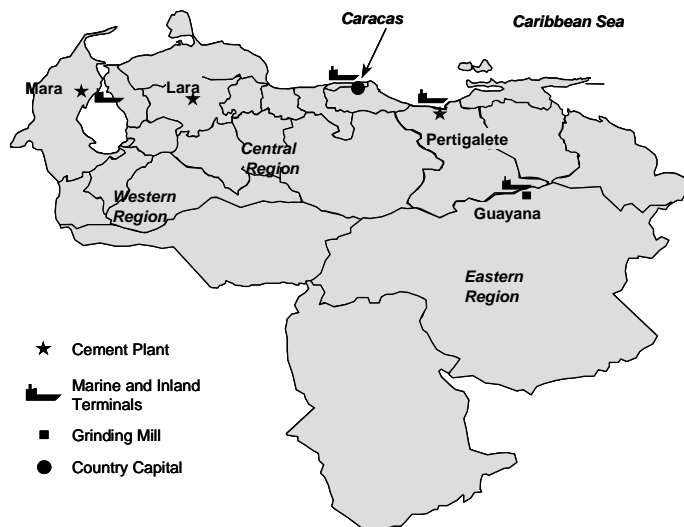 Caracas
Caribbean Sea
Mara
Lara
Pertigalete
Central
Region
Western
Region
Guayana
Eastern
Region
Cement Plant
Marine and Inland
Terminals
Grinding Mill
Country Capital